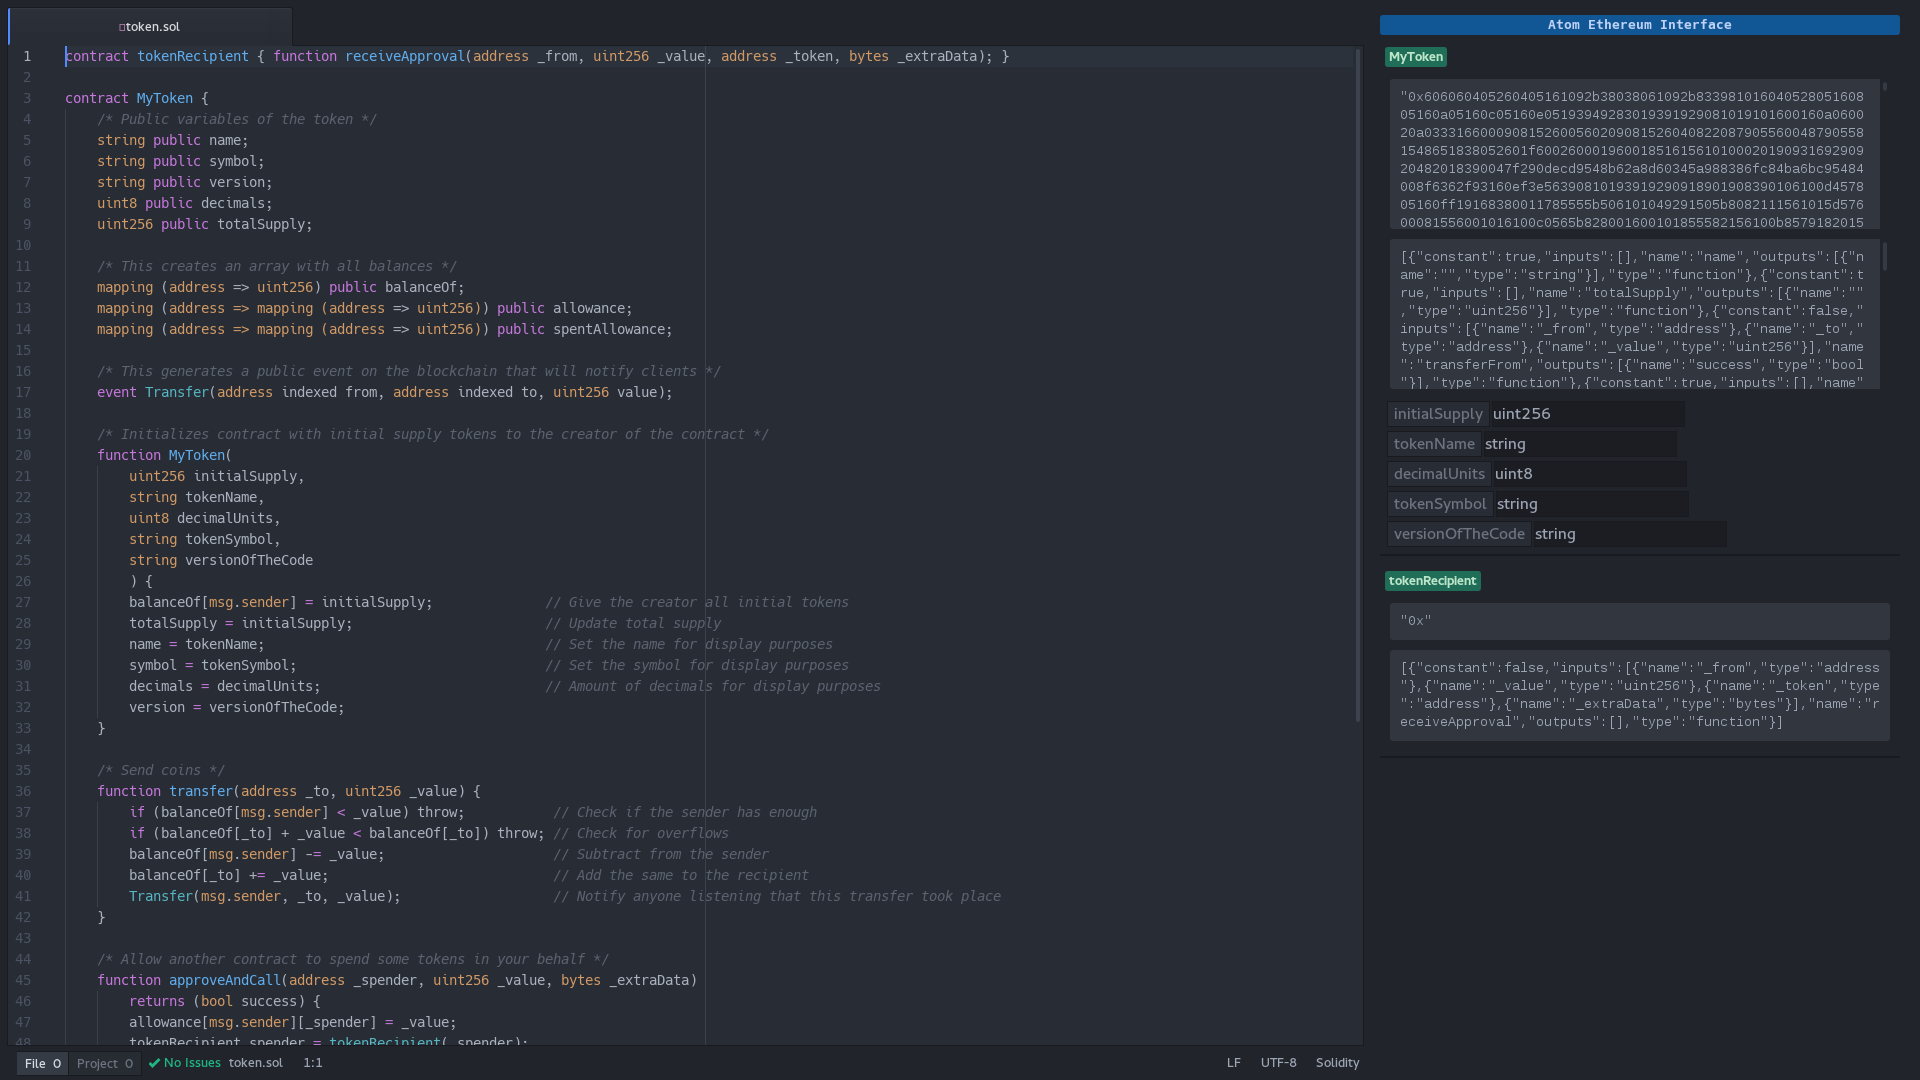 token.sol
1 contract tokenRecipient { function receiveApproval(address _from, uint256 _value, address _token, bytes _extraData); }
2
3 contract MyToken {
4 /* Public variables of the token */
5 string public name;
6 string public symbol;
7 string public version;
8 uint8 public decimals;
9 uint256 public totalSupply;
10
11 /* This creates an array with all balances */
12 mapping (address => uint256) public balanceOf;
13 mapping (address => mapping (address => uint256)) public allowance;
14 mapping (address => mapping (address => uint256)) public spentAllowance;
15
16 /* This generates a public event on the blockchain that will notify clients */
17 event Transfer(address indexed from, address indexed to, uint256 value);
18
19 /* Initializes contract with initial supply tokens to the creator of the contract */
20 function MyToken(
21 uint256 initialSupply,
22 string tokenName,
23 uint8 decimalUnits,
24 string tokenSymbol,
25 string versionOfTheCode
26 ) {
27 balanceOf[msg.sender] = initialSupply; // Give the creator all initial tokens
28 totalSupply = initialSupply; // Update total supply
29 name = tokenName; // Set the name for display purposes
30 symbol = tokenSymbol; // Set the symbol for display purposes
31 decimals = decimalUnits; // Amount of decimals for display purposes
32 version = versionOfTheCode;
33 }
34
35 /* Send coins */
36 function transfer(address _to, uint256 _value) {
37 if (balanceOf[msg.sender] < _value) throw; // Check if the sender has enough
38 if (balanceOf[_to] + _value < balanceOf[_to]) throw; // Check for overflows
39 balanceOf[msg.sender] -= _value; // Subtract from the sender
40 balanceOf[_to] += _value; // Add the same to the recipient
41 Transfer(msg.sender, _to, _value); // Notify anyone listening that this transfer took place
42 }
43
44 /* Allow another contract to spend some tokens in your behalf */
45 function approveAndCall(address _spender, uint256 _value, bytes _extraData)
46 returns (bool success) {
47 allowance[msg.sender][_spender] = _value;
48 tokenRecipient spender = tokenRecipient(_spender);
File 0 Project 0 No Issues token.sol 1:1 LF UTF-8 Solidity
Atom Ethereum Interface
MyToken
"0x606060405260405161092b38038061092b833981016040528051608
05160a05160c05160e05193949283019391929081019101600160a0600
20a03331660009081526005602090815260408220879055600487905581
1548651838052601f6002600019600185161561010002019093169290
20482018390047f290decd9548b62a8d60345a988386fc84ba6bc95484
008f6362f93160ef3e56390810193919290918901908390106100d4578
05160ff19168380011785555b506101049291505b8082111561015d576
00081556001016100c0565b828001600101855582156100b8579182015
[{"constant":true,"inputs":[],"name":"name","outputs":[{"n
ame":"","type":"string"}],"type":"function"},{"constant":t
rue,"inputs":[],"name":"totalSupply","outputs":[{"name":""
,"type":"uint256"}],"type":"function"},{"constant":false,"
inputs":[{"name":"_from","type":"address"},{"name":"_to","
type":"address"},{"name":"_value","type":"uint256"}],"name
":"transferFrom","outputs":[{"name":"success","type":"bool
"}],"type":"function"},{"constant":true,"inputs":[],"name"
initialSupply uint256
tokenName string
decimalUnits uint8
tokenSymbol string
versionOfTheCode string
tokenRecipient
"0x"
[{"constant":false,"inputs":[{"name":"_from","type":"address
"},{"name":"_value","type":"uint256"},{"name":"_token","type
":"address"},{"name":"_extraData","type":"bytes"}],"name":"r
eceiveApproval","outputs":[],"type":"function"}]